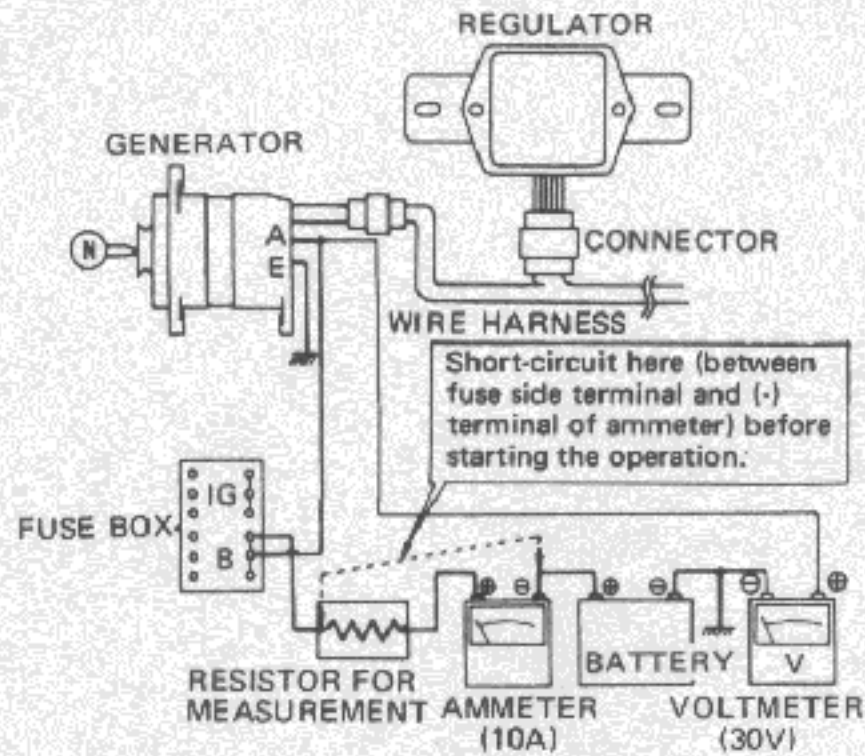 REGULATOR
GENERATOR
N
A
E
CONNECTOR
WIRE HARNESS
Short-circuit here (between
fuse side terminal and (-)
terminal of ammeter) before
starting the operation.
FUSE BOX
IG
B
⊕ ⊖ ⊕ ⊖ ⊖ ⊕
BATTERY
V
RESISTOR FOR
MEASUREMENT
AMMETER
(10A)
VOLTMETER
(30V)